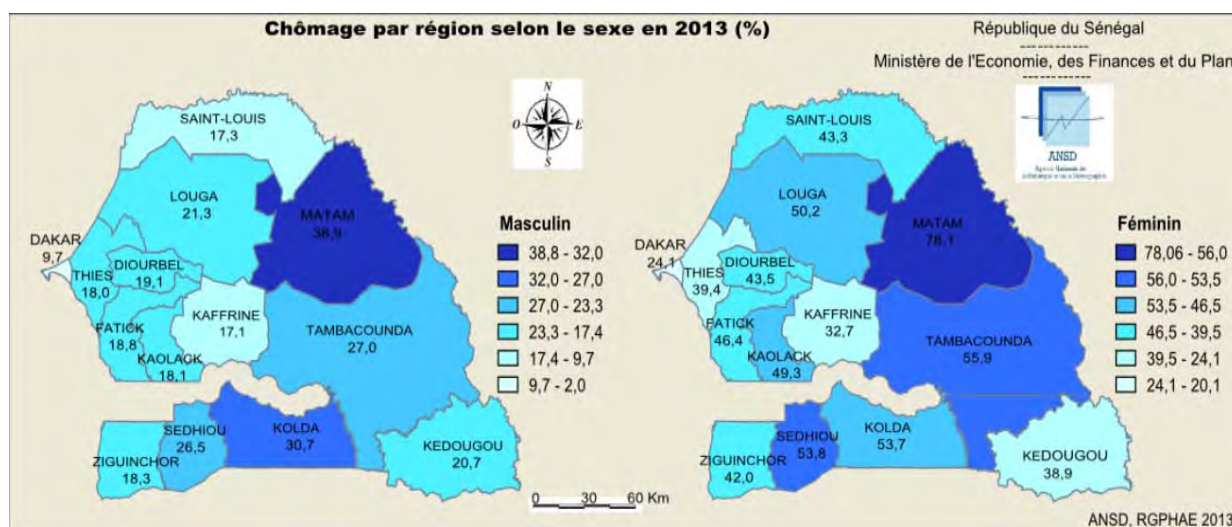 Chômage par région selon le sexe en 2013 (%)
République du Sénégal
------------
Ministère de l'Economie, des Finances et du Plan
------------
N
O
E
S
ANSD
SAINT-LOUIS
17,3
LOUGA
21,3
MATAM
38,9
DAKAR
9,7
THIES
18,0
DIOURBEL
19,1
FATICK
18,8
KAOLACK
18,1
KAFFRINE
17,1
TAMBACOUNDA
27,0
ZIGUINCHOR
18,3
SEDHIOU
26,5
KOLDA
30,7
KEDOUGOU
20,7
Masculin
38,8 - 32,0
32,0 - 27,0
27,0 - 23,3
23,3 - 17,4
17,4 - 9,7
9,7 - 2,0
SAINT-LOUIS
43,3
LOUGA
50,2
MATAM
78,1
DAKAR
24,1
THIES
39,4
DIOURBEL
43,5
FATICK
46,4
KAOLACK
49,3
KAFFRINE
32,7
TAMBACOUNDA
55,9
ZIGUINCHOR
42,0
SEDHIOU
53,8
KOLDA
53,7
KEDOUGOU
38,9
Féminin
78,06 - 56,0
56,0 - 53,5
53,5 - 46,5
46,5 - 39,5
39,5 - 24,1
24,1 - 20,1
0 30 60 Km
ANSD, RGPHAE 2013